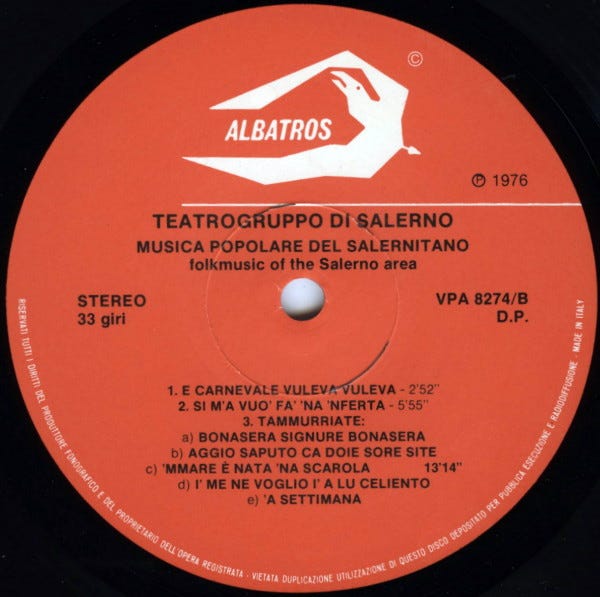 ©
ALBATROS
℗ 1976
TEATROGRUPPO DI SALERNO
MUSICA POPOLARE DEL SALERNITANO
folkmusic of the Salerno area
STEREO
33 giri
VPA 8274/B
D.P.
1. E CARNEVALE VULEVA VULEVA - 2'52"
2. SI M'A VUO' FA' 'NA 'NFERTA - 5'55"
3. TAMMURRIATE:
a) BONASERA SIGNURE BONASERA
b) AGGIO SAPUTO CA DOIE SORE SITE
c) 'MMARE È NATA 'NA SCAROLA 13'14"
d) I' ME NE VOGLIO I' A LU CELIENTO
e) 'A SETTIMANA
RISERVATI TUTTI I DIRITTI DEL PRODUTTORE FONOGRAFICO E DEL PROPRIETARIO DELL'OPERA REGISTRATA - VIETATA DUPLICAZIONE UTILIZZAZIONE DI QUESTO DISCO DEPOSITATO PER PUBBLICA ESECUZIONE E RADIODIFFUSIONE - MADE IN ITALY